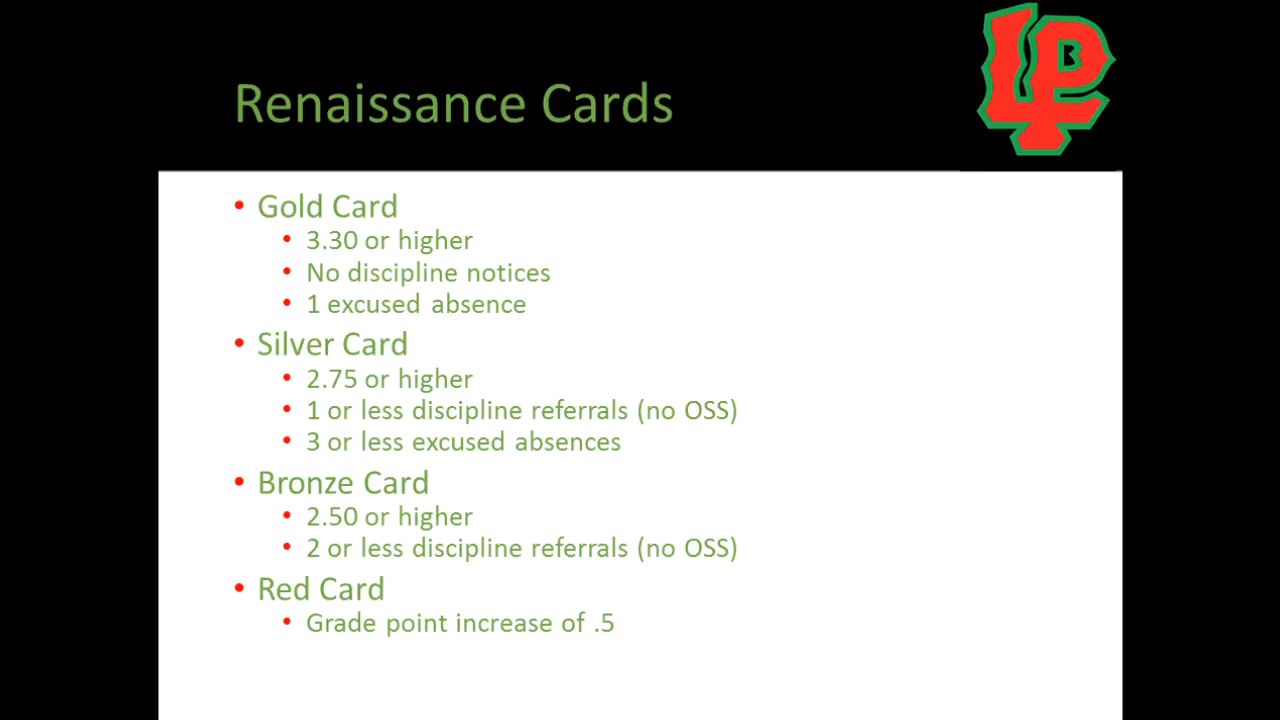 LP
B
Renaissance Cards
• Gold Card
• 3.30 or higher
• No discipline notices
• 1 excused absence
• Silver Card
• 2.75 or higher
• 1 or less discipline referrals (no OSS)
• 3 or less excused absences
• Bronze Card
• 2.50 or higher
• 2 or less discipline referrals (no OSS)
• Red Card
• Grade point increase of .5